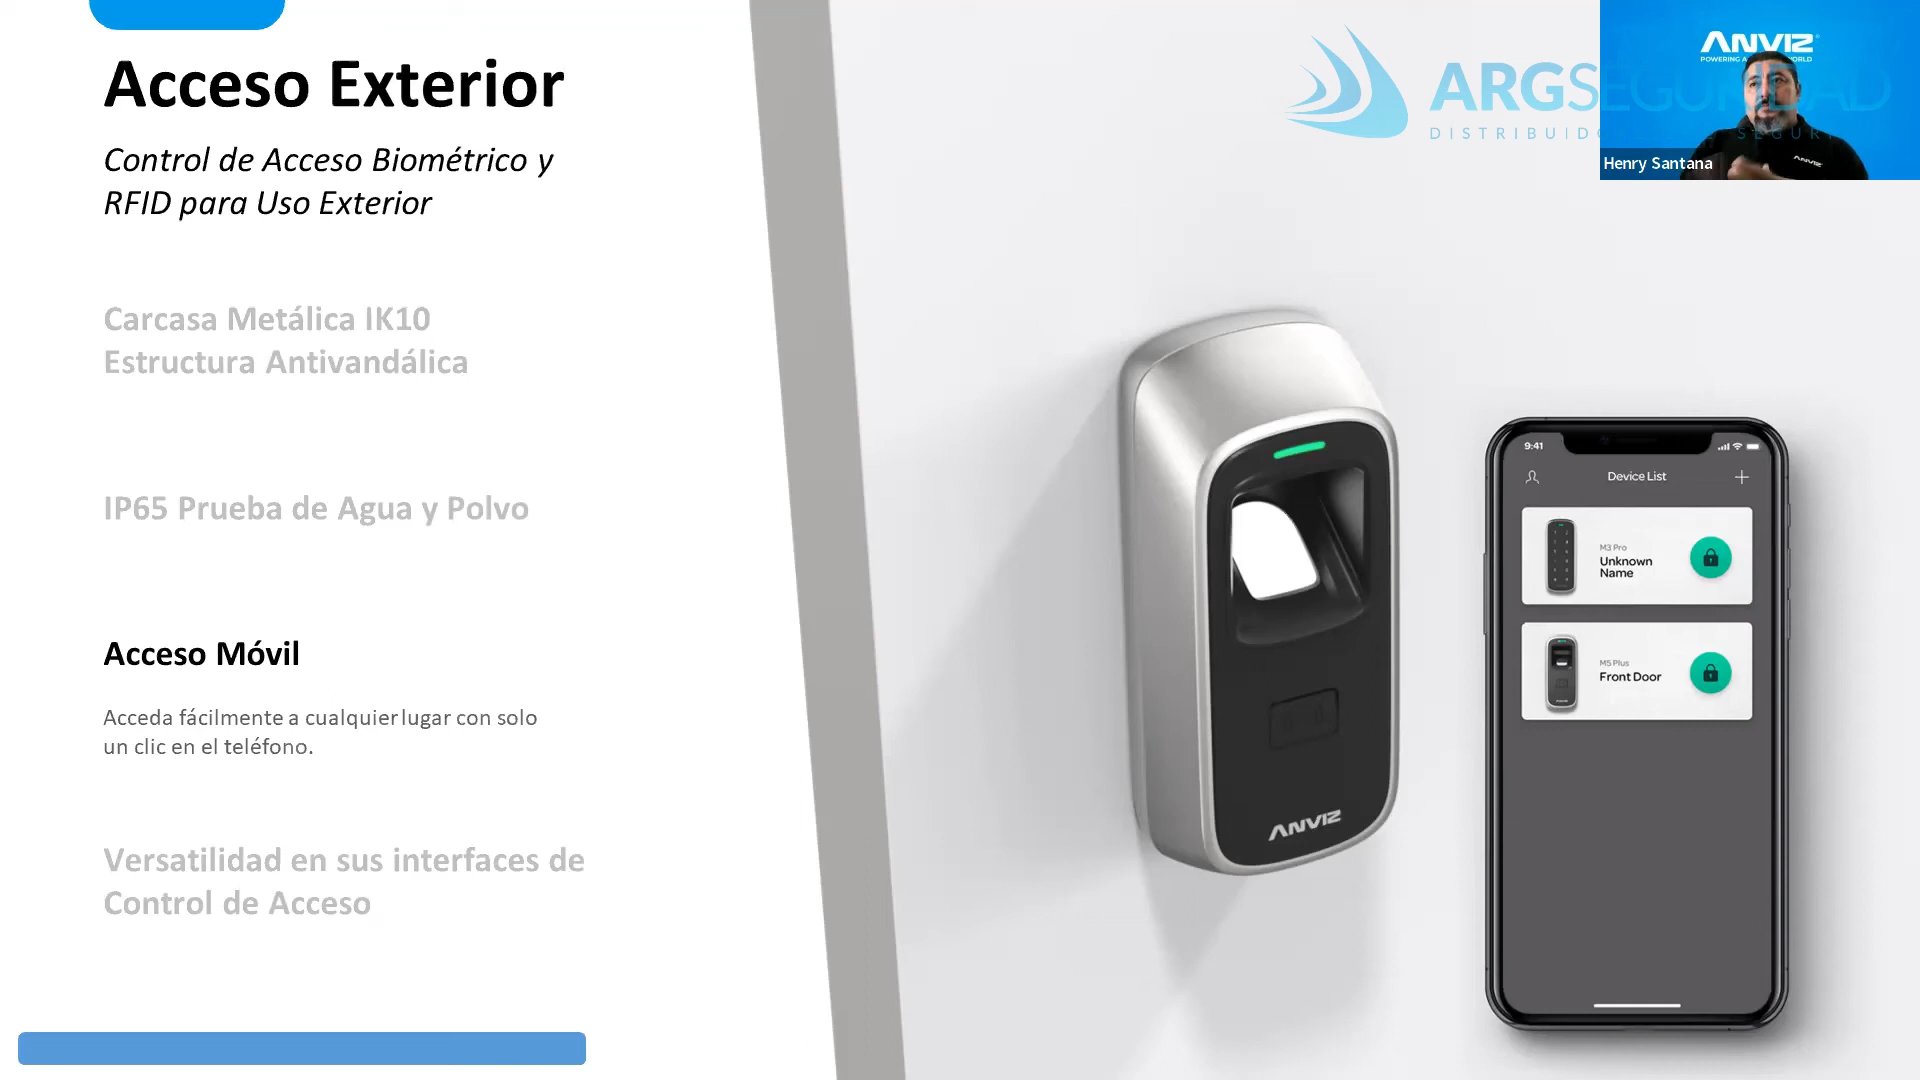 Acceso Exterior
Control de Acceso Biométrico y
RFID para Uso Exterior
Carcasa Metálica IK10
Estructura Antivandálica
IP65 Prueba de Agua y Polvo
Acceso Móvil
Acceda fácilmente a cualquier lugar con solo
un clic en el teléfono.
Versatilidad en sus interfaces de
Control de Acceso
ARGSEGURIDAD
ANVIZ
Henry Santana
ANVIZ
ANVIZ
9:41
Device List
M3 Pro
Unknown
Name
M5 Plus
Front Door